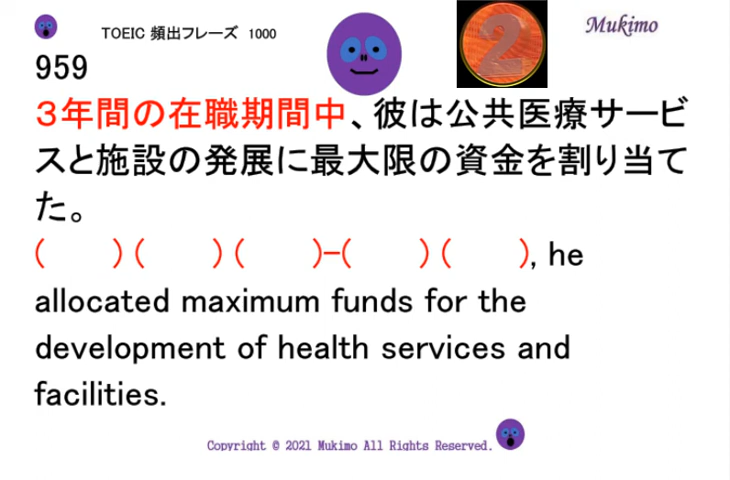 TOEIC 頻出フレーズ 1000
Mukimo
2
959
３年間の在職期間中、彼は公共医療サービ
スと施設の発展に最大限の資金を割り当て
た。
(　　) (　　) (　　)-(　　) (　　), he
allocated maximum funds for the
development of health services and
facilities.
Copyright © 2021 Mukimo All Rights Reserved.